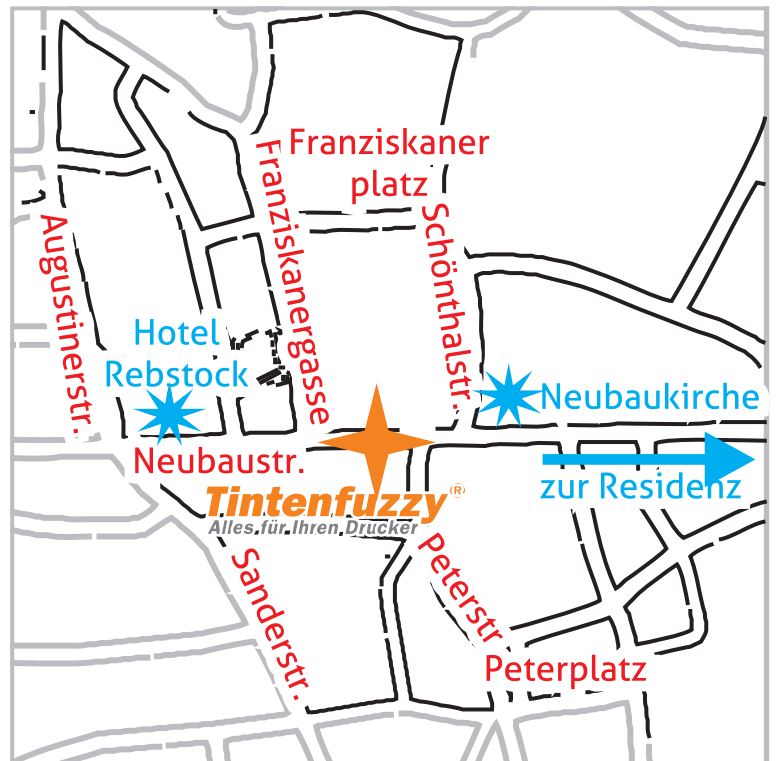 Franziskaner
platz
Franziskanergasse
Schönthalstr.
Augustinerstr.
Hotel
Rebstock
Neubaukirche
Neubaustr.
zur Residenz
Tintenfuzzy®
Alles für Ihren Drucker
Peterstr
Sanderstr.
Peterplatz